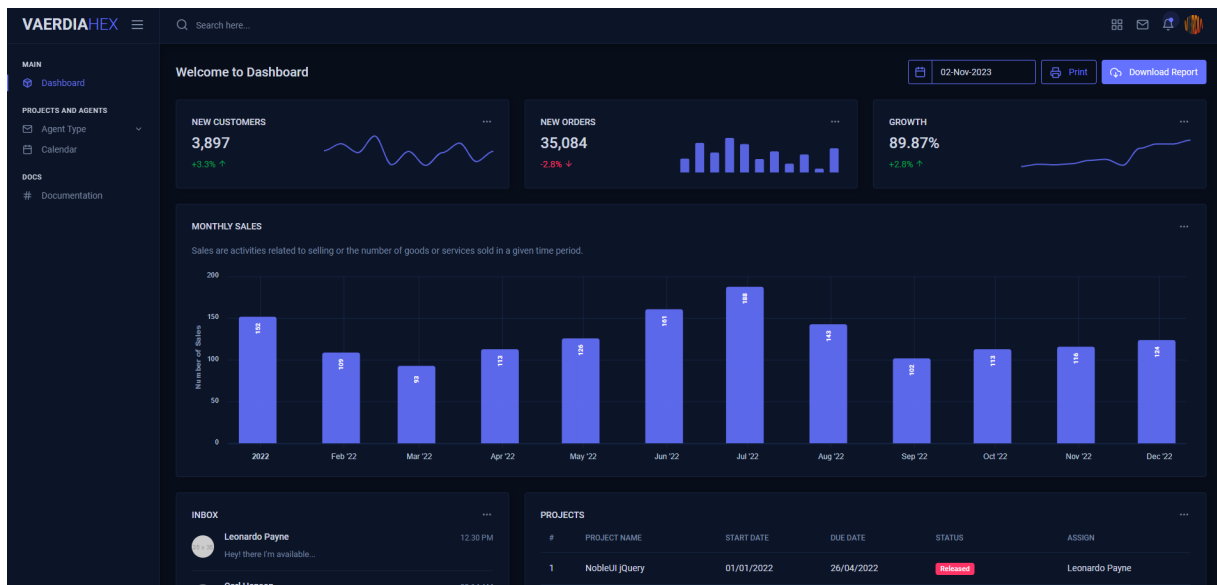 VAERDIAHEX
Search here...
MAIN
Dashboard
PROJECTS AND AGENTS
Agent Type
Calendar
DOCS
# Documentation
Welcome to Dashboard
02-Nov-2023
Print
Download Report
NEW CUSTOMERS
3,897
+3.3% ↑
NEW ORDERS
35,084
-2.8% ↓
GROWTH
89.87%
+2.8% ↑
MONTHLY SALES
Sales are activities related to selling or the number of goods or services sold in a given time period.
Number of Sales
200
150
100
50
0
152
109
93
113
126
161
188
143
102
113
116
124
2022 Feb '22 Mar '22 Apr '22 May '22 Jun '22 Jul '22 Aug '22 Sep '22 Oct '22 Nov '22 Dec '22
INBOX
Leonardo Payne 12.30 PM
Hey! there I'm available...
PROJECTS
# PROJECT NAME START DATE DUE DATE STATUS ASSIGN
1 NobleUI jQuery 01/01/2022 26/04/2022 Released Leonardo Payne